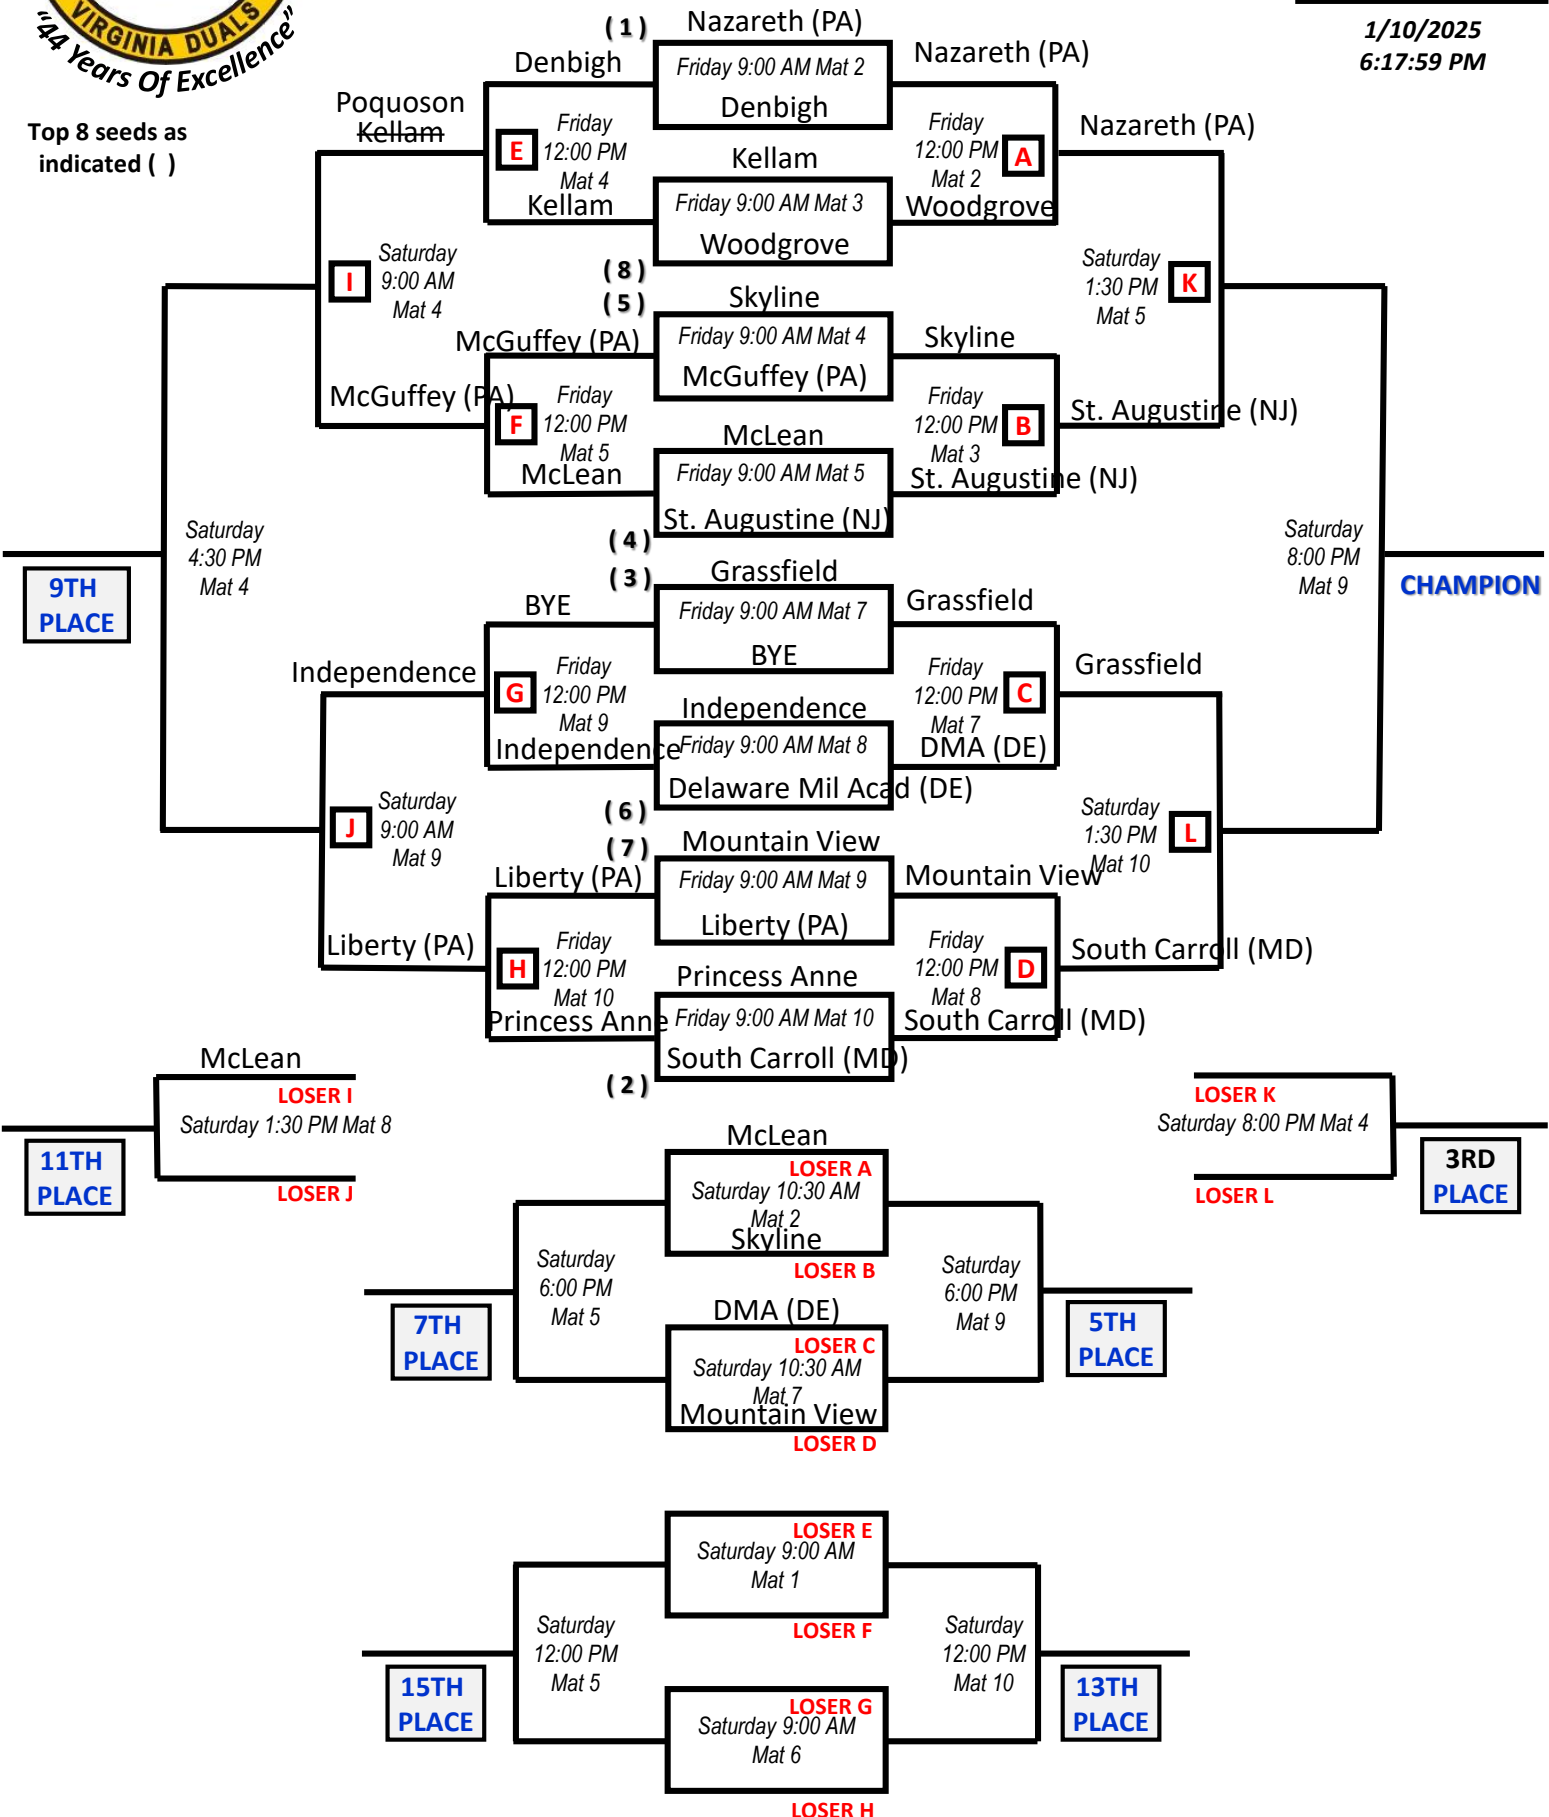 VIRGINIA DUALS
"44 Years Of Excellence"
1/10/2025
6:17:59 PM
Top 8 seeds as
indicated ( )
( 1 )
Nazareth (PA)
Friday 9:00 AM Mat 2
Denbigh
Denbigh
Nazareth (PA)
Poquoson
Kellam
E
Friday
12:00 PM
Mat 4
Kellam
Friday
12:00 PM
Mat 2
A
Nazareth (PA)
Kellam
Friday 9:00 AM Mat 3
Woodgrove
Woodgrove
( 8 )
I
Saturday
9:00 AM
Mat 4
Saturday
1:30 PM
Mat 5
K
( 5 )
Skyline
Friday 9:00 AM Mat 4
McGuffey (PA)
McGuffey (PA)
Skyline
McGuffey (PA)
F
Friday
12:00 PM
Mat 5
McLean
Friday
12:00 PM
Mat 3
B
St. Augustine (NJ)
McLean
Friday 9:00 AM Mat 5
St. Augustine (NJ)
St. Augustine (NJ)
( 4 )
Saturday
4:30 PM
Mat 4
9TH
PLACE
Saturday
8:00 PM
Mat 9
CHAMPION
( 3 )
Grassfield
Friday 9:00 AM Mat 7
BYE
BYE
Grassfield
Independence
G
Friday
12:00 PM
Mat 9
Independence
Friday
12:00 PM
Mat 7
C
Grassfield
Independence
Friday 9:00 AM Mat 8
Delaware Mil Acad (DE)
DMA (DE)
( 6 )
J
Saturday
9:00 AM
Mat 9
Saturday
1:30 PM
Mat 10
L
( 7 )
Mountain View
Friday 9:00 AM Mat 9
Liberty (PA)
Liberty (PA)
Mountain View
Liberty (PA)
H
Friday
12:00 PM
Mat 10
Princess Anne
Friday
12:00 PM
Mat 8
D
South Carroll (MD)
Princess Anne
Friday 9:00 AM Mat 10
South Carroll (MD)
South Carroll (MD)
( 2 )
McLean
LOSER I
Saturday 1:30 PM Mat 8
LOSER J
11TH
PLACE
LOSER K
Saturday 8:00 PM Mat 4
LOSER L
3RD
PLACE
McLean
LOSER A
Saturday 10:30 AM
Mat 2
Skyline
LOSER B
Saturday
6:00 PM
Mat 5
7TH
PLACE
Saturday
6:00 PM
Mat 9
5TH
PLACE
DMA (DE)
LOSER C
Saturday 10:30 AM
Mat 7
Mountain View
LOSER D
LOSER E
Saturday 9:00 AM
Mat 1
LOSER F
Saturday
12:00 PM
Mat 5
15TH
PLACE
Saturday
12:00 PM
Mat 10
13TH
PLACE
LOSER G
Saturday 9:00 AM
Mat 6
LOSER H